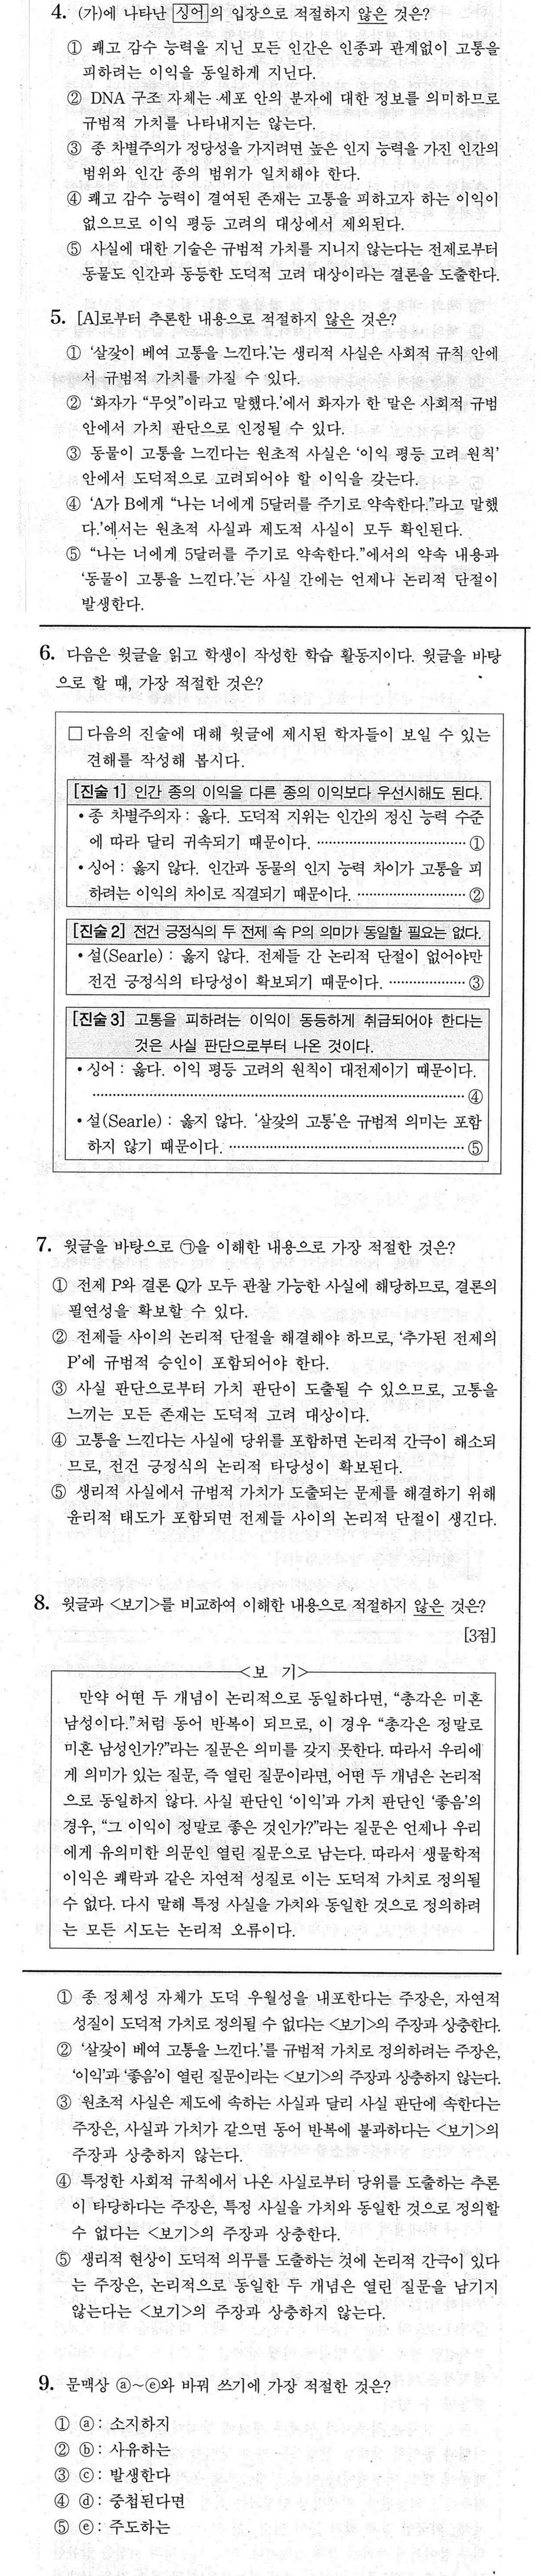 4. (가)에 나타난 싱어의 입장으로 적절하지 않은 것은?
① 쾌고 감수 능력을 지닌 모든 인간은 인종과 관계없이 고통을
피하려는 이익을 동일하게 지닌다.
② DNA 구조 자체는 세포 안의 분자에 대한 정보를 의미하므로
규범적 가치를 나타내지는 않는다.
③ 종 차별주의가 정당성을 가지려면 높은 인지 능력을 가진 인간의
범위와 인간 종의 범위가 일치해야 한다.
④ 쾌고 감수 능력이 결여된 존재는 고통을 피하고자 하는 이익이
없으므로 이익 평등 고려의 대상에서 제외된다.
⑤ 사실에 대한 기술은 규범적 가치를 지니지 않는다는 전제로부터
동물도 인간과 동등한 도덕적 고려 대상이라는 결론을 도출한다.
5. [A]로부터 추론한 내용으로 적절하지 않은 것은?
① ‘살갗이 베여 고통을 느낀다.’는 생리적 사실은 사회적 규칙 안에
서 규범적 가치를 가질 수 있다.
② ‘화자가 “무엇”이라고 말했다.’에서 화자가 한 말은 사회적 규범
안에서 가치 판단으로 인정될 수 있다.
③ 동물이 고통을 느낀다는 원초적 사실은 ‘이익 평등 고려 원칙’
안에서 도덕적으로 고려되어야 할 이익을 갖는다.
④ ‘A가 B에게 “나는 너에게 5달러를 주기로 약속한다.”라고 말했
다.’에서는 원초적 사실과 제도적 사실이 모두 확인된다.
⑤ “나는 너에게 5달러를 주기로 약속한다.”에서의 약속 내용과
‘동물이 고통을 느낀다.’는 사실 간에는 언제나 논리적 단절이
발생한다.
6. 다음은 윗글을 읽고 학생이 작성한 학습 활동지이다. 윗글을 바탕
으로 할 때, 가장 적절한 것은?
□ 다음의 진술에 대해 윗글에 제시된 학자들이 보일 수 있는
견해를 작성해 봅시다.
[진술 1] 인간 종의 이익을 다른 종의 이익보다 우선시해도 된다.
• 종 차별주의자 : 옳다. 도덕적 지위는 인간의 정신 능력 수준
에 따라 달리 귀속되기 때문이다. ································ ①
• 싱어 : 옳지 않다. 인간과 동물의 인지 능력 차이가 고통을 피
하려는 이익의 차이로 직결되기 때문이다. ······················ ②
[진술 2] 전건 긍정식의 두 전제 속 P의 의미가 동일할 필요는 없다.
• 설(Searle) : 옳지 않다. 전제들 간 논리적 단절이 없어야만
전건 긍정식의 타당성이 확보되기 때문이다. ·················· ③
[진술 3] 고통을 피하려는 이익이 동등하게 취급되어야 한다는
것은 사실 판단으로부터 나온 것이다.
• 싱어 : 옳다. 이익 평등 고려의 원칙이 대전제이기 때문이다.
················································································ ④
• 설(Searle) : 옳지 않다. ‘살갗의 고통’은 규범적 의미는 포함
하지 않기 때문이다. ·················································· ⑤
7. 윗글을 바탕으로 ㉠을 이해한 내용으로 가장 적절한 것은?
① 전제 P와 결론 Q가 모두 관찰 가능한 사실에 해당하므로, 결론의
필연성을 확보할 수 있다.
② 전제들 사이의 논리적 단절을 해결해야 하므로, ‘추가된 전제의
P’에 규범적 승인이 포함되어야 한다.
③ 사실 판단으로부터 가치 판단이 도출될 수 있으므로, 고통을
느끼는 모든 존재는 도덕적 고려 대상이다.
④ 고통을 느낀다는 사실에 당위를 포함하면 논리적 간극이 해소되
므로, 전건 긍정식의 논리적 타당성이 확보된다.
⑤ 생리적 사실에서 규범적 가치가 도출되는 문제를 해결하기 위해
윤리적 태도가 포함되면 전제들 사이의 논리적 단절이 생긴다.
8. 윗글과 <보기>를 비교하여 이해한 내용으로 적절하지 않은 것은?
[3점]
<보 기>
만약 어떤 두 개념이 논리적으로 동일하다면, “총각은 미혼
남성이다.”처럼 동어 반복이 되므로, 이 경우 “총각은 정말로
미혼 남성인가?”라는 질문은 의미를 갖지 못한다. 따라서 우리에
게 의미가 있는 질문, 즉 열린 질문이라면, 어떤 두 개념은 논리적
으로 동일하지 않다. 사실 판단인 ‘이익’과 가치 판단인 ‘좋음’의
경우, “그 이익이 정말로 좋은 것인가?”라는 질문은 언제나 우리
에게 유의미한 의문인 열린 질문으로 남는다. 따라서 생물학적
이익은 쾌락과 같은 자연적 성질로 이는 도덕적 가치로 정의될
수 없다. 다시 말해 특정 사실을 가치와 동일한 것으로 정의하려
는 모든 시도는 논리적 오류이다.
① 종 정체성 자체가 도덕 우월성을 내포한다는 주장은, 자연적
성질이 도덕적 가치로 정의될 수 없다는 <보기>의 주장과 상충한다.
② ‘살갗이 베여 고통을 느낀다.’를 규범적 가치로 정의하려는 주장은,
‘이익’과 ‘좋음’이 열린 질문이라는 <보기>의 주장과 상충하지 않는다.
③ 원초적 사실은 제도에 속하는 사실과 달리 사실 판단에 속한다는
주장은, 사실과 가치가 같으면 동어 반복에 불과하다는 <보기>의
주장과 상충하지 않는다.
④ 특정한 사회적 규칙에서 나온 사실로부터 당위를 도출하는 추론
이 타당하다는 주장은, 특정 사실을 가치와 동일한 것으로 정의할
수 없다는 <보기>의 주장과 상충한다.
⑤ 생리적 현상이 도덕적 의무를 도출하는 것에 논리적 간극이 있다
는 주장은, 논리적으로 동일한 두 개념은 열린 질문을 남기지
않는다는 <보기>의 주장과 상충하지 않는다.
9. 문맥상 ⓐ~ⓔ와 바꿔 쓰기에 가장 적절한 것은?
① ⓐ : 소지하지
② ⓑ : 사유하는
③ ⓒ : 발생한다
④ ⓓ : 중첩된다면
⑤ ⓔ : 주도하는